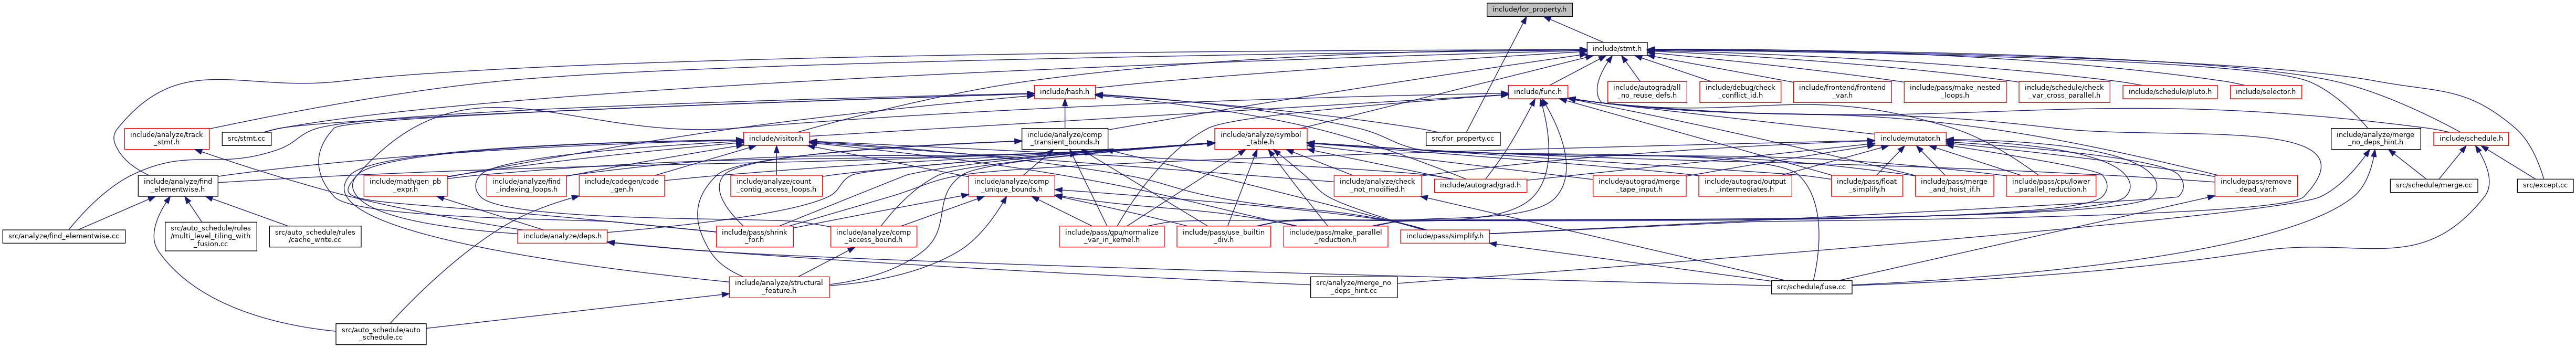 include/for_property.h
include/stmt.h
include/hash.h
include/func.h
include/autograd/all
_no_reuse_defs.h
include/debug/check
_conflict_id.h
include/frontend/frontend
_var.h
include/pass/make_nested
_loops.h
include/schedule/check
_var_cross_parallel.h
include/schedule/pluto.h
include/selector.h
include/analyze/track
_stmt.h
src/stmt.cc
include/visitor.h
include/analyze/comp
_transient_bounds.h
include/analyze/symbol
_table.h
src/for_property.cc
include/mutator.h
include/analyze/merge
_no_deps_hint.h
include/schedule.h
include/analyze/find
_elementwise.h
include/math/gen_pb
_expr.h
include/analyze/find
_indexing_loops.h
include/codegen/code
_gen.h
include/analyze/count
_contig_access_loops.h
include/analyze/comp
_unique_bounds.h
include/analyze/check
_not_modified.h
include/autograd/grad.h
include/autograd/merge
_tape_input.h
include/autograd/output
_intermediates.h
include/pass/float
_simplify.h
include/pass/merge
_and_hoist_if.h
include/pass/cpu/lower
_parallel_reduction.h
include/pass/remove
_dead_var.h
src/schedule/merge.cc
src/except.cc
src/analyze/find_elementwise.cc
src/auto_schedule/rules
/multi_level_tiling_with
_fusion.cc
src/auto_schedule/rules
/cache_write.cc
include/analyze/deps.h
include/pass/shrink
_for.h
include/analyze/comp
_access_bound.h
include/pass/gpu/normalize
_var_in_kernel.h
include/pass/use_builtin
_div.h
include/pass/make_parallel
_reduction.h
include/pass/simplify.h
include/analyze/structural
_feature.h
src/analyze/merge_no
_deps_hint.cc
src/schedule/fuse.cc
src/auto_schedule/auto
_schedule.cc